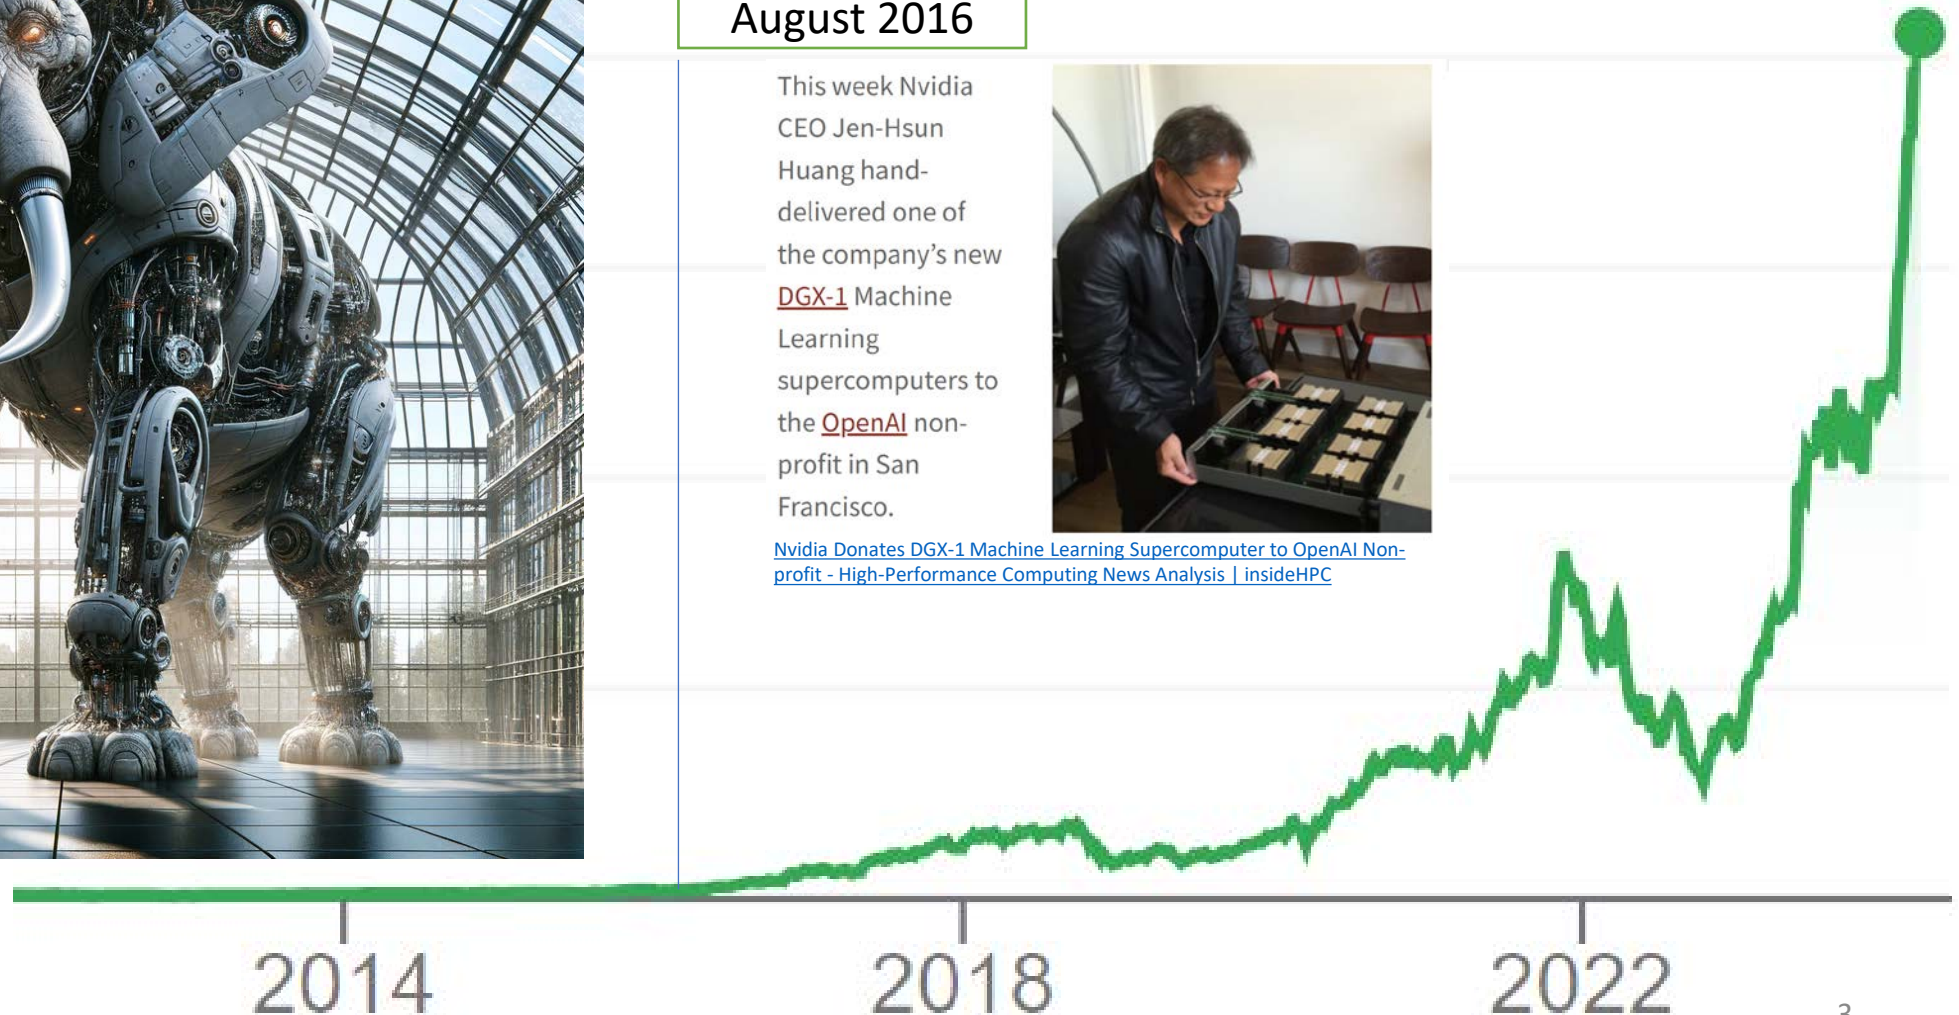 August 2016
This week Nvidia
CEO Jen-Hsun
Huang hand-
delivered one of
the company’s new
DGX-1 Machine
Learning
supercomputers to
the OpenAI non-
profit in San
Francisco.
Nvidia Donates DGX-1 Machine Learning Supercomputer to OpenAI Non-
profit - High-Performance Computing News Analysis | insideHPC
2014
2018
2022
3